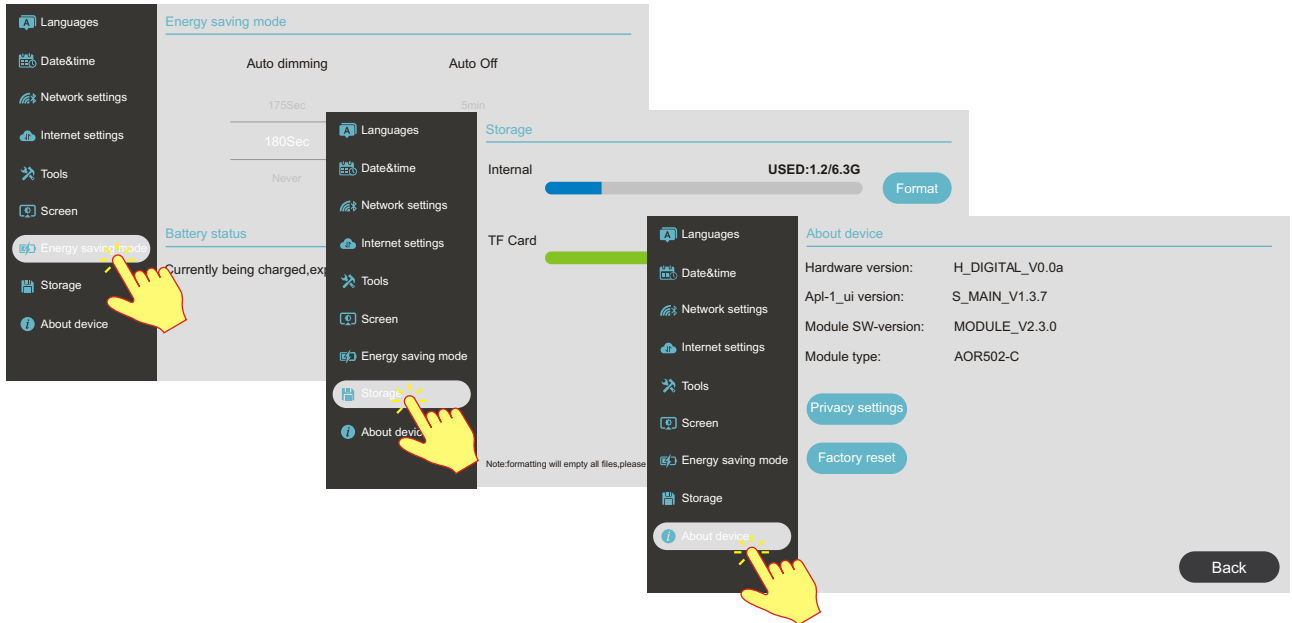 Languages
Date&time
Network settings
Internet settings
Tools
Screen
Energy saving mode
Storage
About device
Energy saving mode
Auto dimming Auto Off
175Sec 5min
180Sec
Never
Battery status
Currently being charged,exp
Languages
Date&time
Network settings
Internet settings
Tools
Screen
Energy saving mode
Storage
About devic
Storage
Internal USED:1.2/6.3G
Format
TF Card
Note:formatting will empty all files,please
Languages
Date&time
Network settings
Internet settings
Tools
Screen
Energy saving mode
Storage
About device
About device
Hardware version: H_DIGITAL_V0.0a
Apl-1_ui version: S_MAIN_V1.3.7
Module SW-version: MODULE_V2.3.0
Module type: AOR502-C
Privacy settings
Factory reset
Back